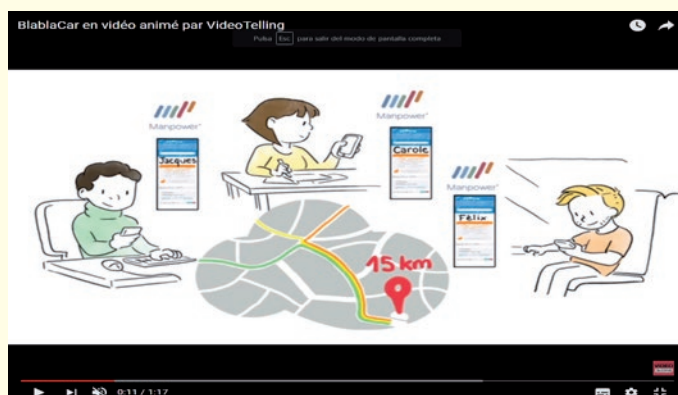 BlablaCar en vidéo animé par VideoTelling
Pulsa Esc para salir del modo de pantalla completa
Manpower
Jacques
Manpower
Carole
Manpower
Félix
15 km
0:11 / 1:17